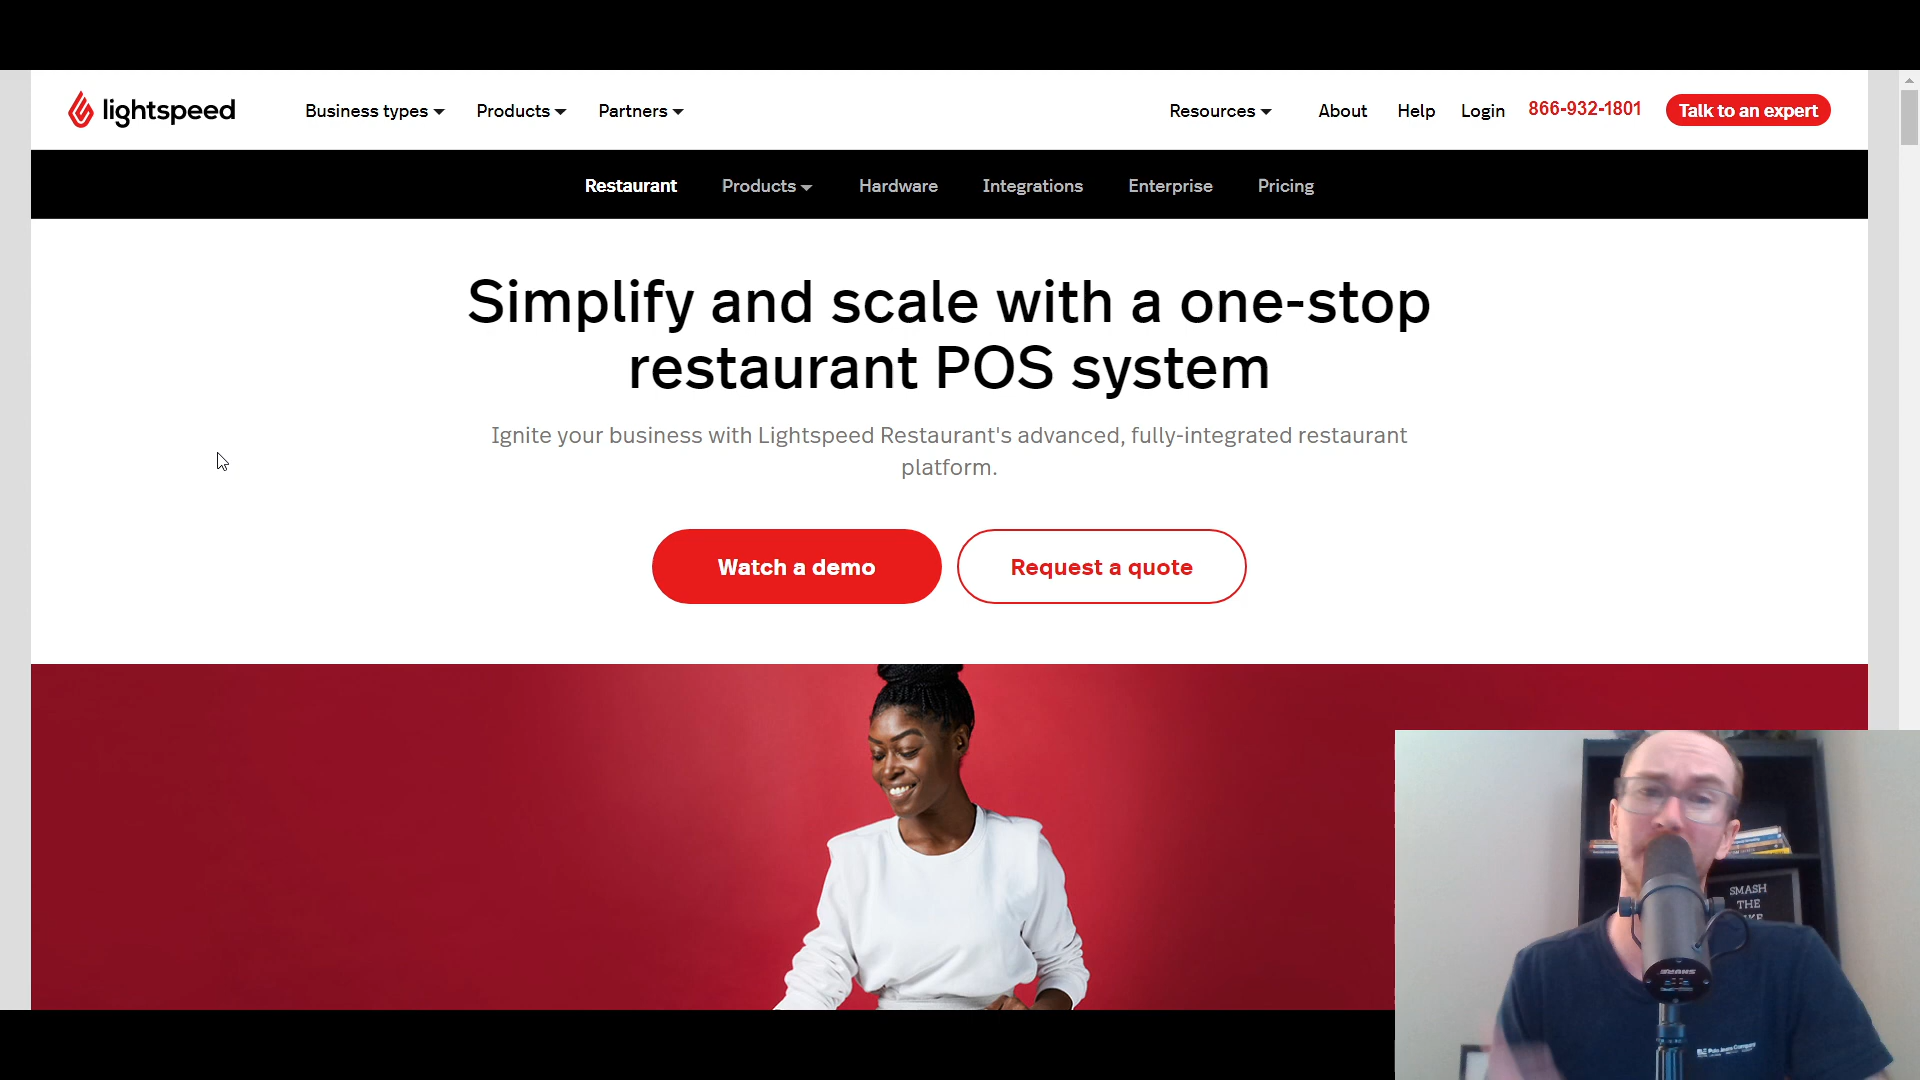 lightspeed
Business types
Products
Partners
Resources
About
Help
Login
866-932-1801
Talk to an expert
Restaurant
Products
Hardware
Integrations
Enterprise
Pricing
Simplify and scale with a one-stop
restaurant POS system
Ignite your business with Lightspeed Restaurant's advanced, fully-integrated restaurant
platform.
Watch a demo
Request a quote
SMASH
THE
SHURE